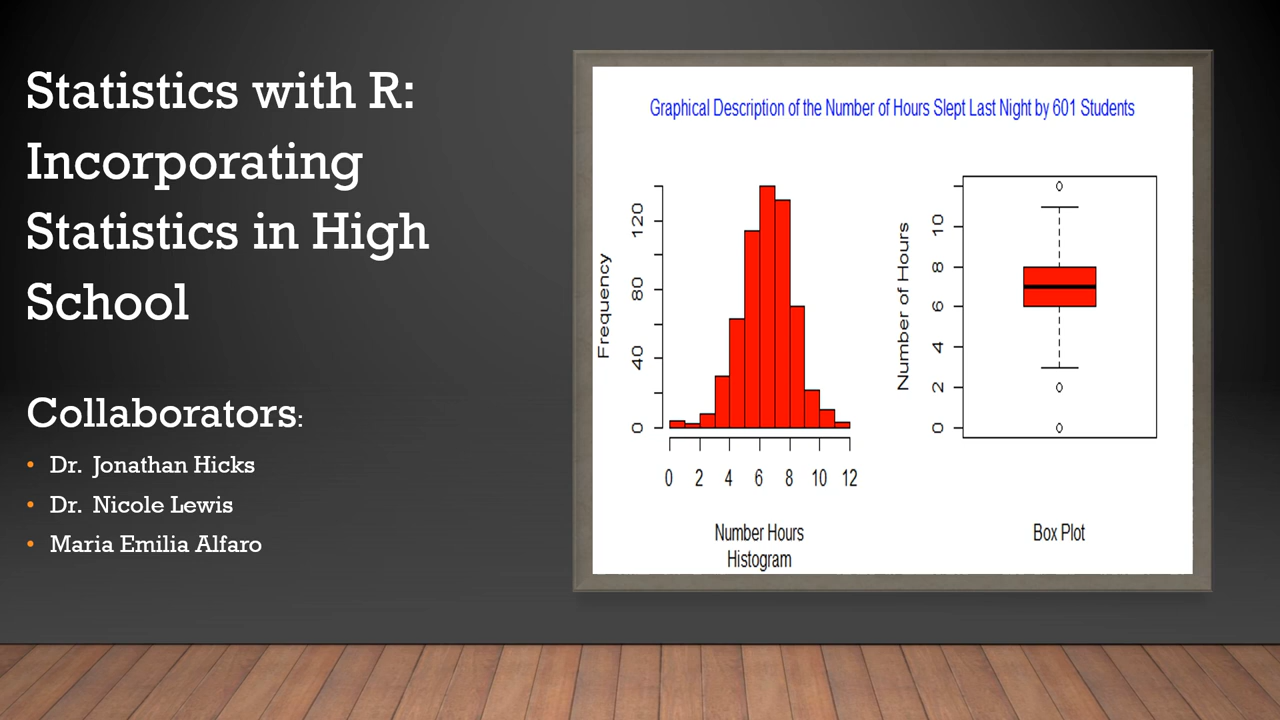 Statistics with R:
Incorporating
Statistics in High
School
Collaborators:
• Dr. Jonathan Hicks
• Dr. Nicole Lewis
• Maria Emilia Alfaro
Graphical Description of the Number of Hours Slept Last Night by 601 Students
Frequency
120
80
40
0
0 2 4 6 8 10 12
Number Hours
Histogram
Number of Hours
10
8
6
4
2
0
Box Plot